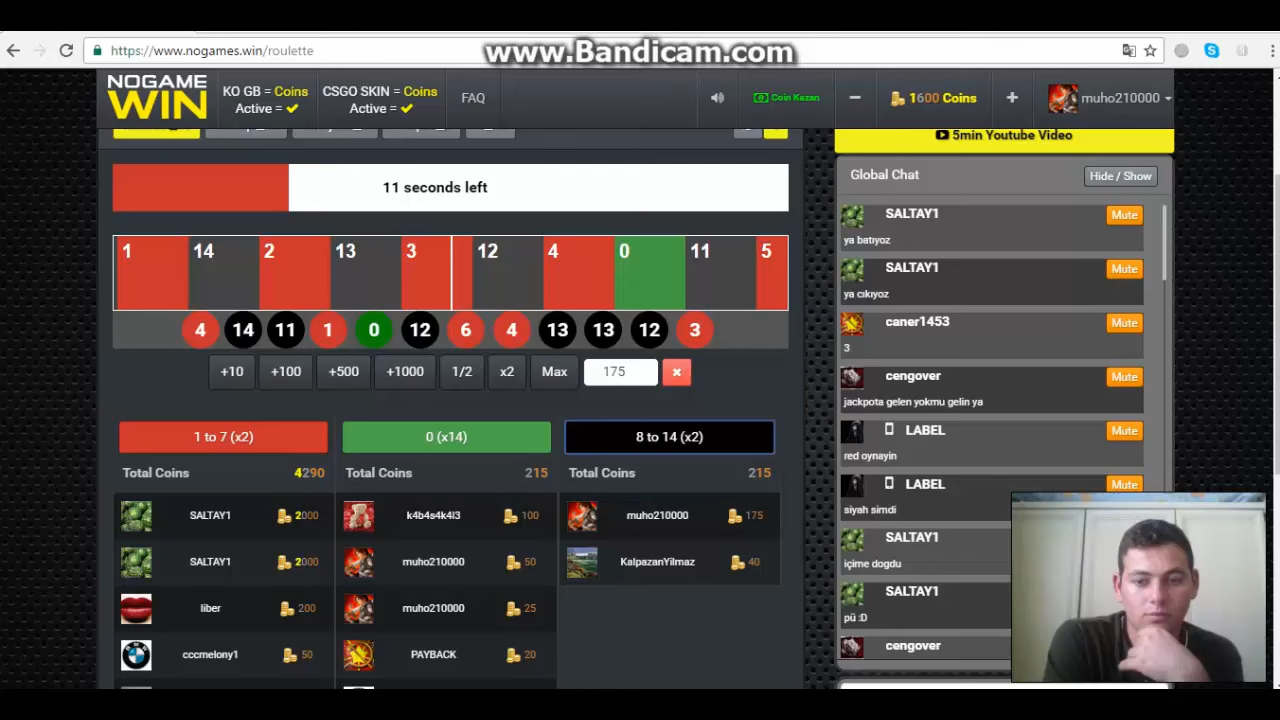 https://www.nogames.win/roulette
www.Bandicam.com
NOGAME
WIN
KO GB = Coins
Active = ✔
CSGO SKIN = Coins
Active = ✔
FAQ
Coin Kazan
1600 Coins
muho210000
11 seconds left
5min Youtube Video
Global Chat
Hide / Show
1 14 2 13 3 12 4 0 11 5
4 14 11 1 0 12 6 4 13 13 12 3
+10 +100 +500 +1000 1/2 x2 Max 175
1 to 7 (x2)
Total Coins 4290
SALTAY1 2000
SALTAY1 2000
liber 200
cccmelony1 50
0 (x14)
Total Coins 215
k4b4s4k4l3 100
muho210000 50
muho210000 25
PAYBACK 20
8 to 14 (x2)
Total Coins 215
muho210000 175
KalpazanYilmaz 40
SALTAY1 Mute
ya batıyoz
SALTAY1 Mute
ya cıkıyoz
caner1453 Mute
3
cengover Mute
jackpota gelen yokmu gelin ya
LABEL Mute
red oynayin
LABEL Mute
siyah simdi
SALTAY1
içime dogdu
SALTAY1
pü :D
cengover